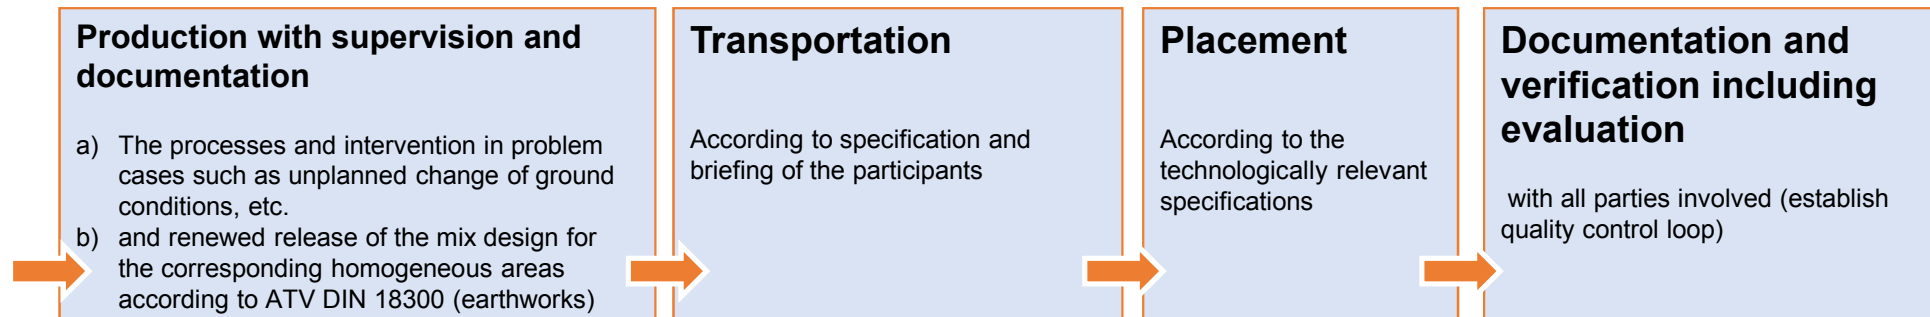 Production with supervision and
documentation
a) The processes and intervention in problem
cases such as unplanned change of ground
conditions, etc.
b) and renewed release of the mix design for
the corresponding homogeneous areas
according to ATV DIN 18300 (earthworks)
Transportation
According to specification and
briefing of the participants
Placement
According to the
technologically relevant
specifications
Documentation and
verification including
evaluation
with all parties involved (establish
quality control loop)